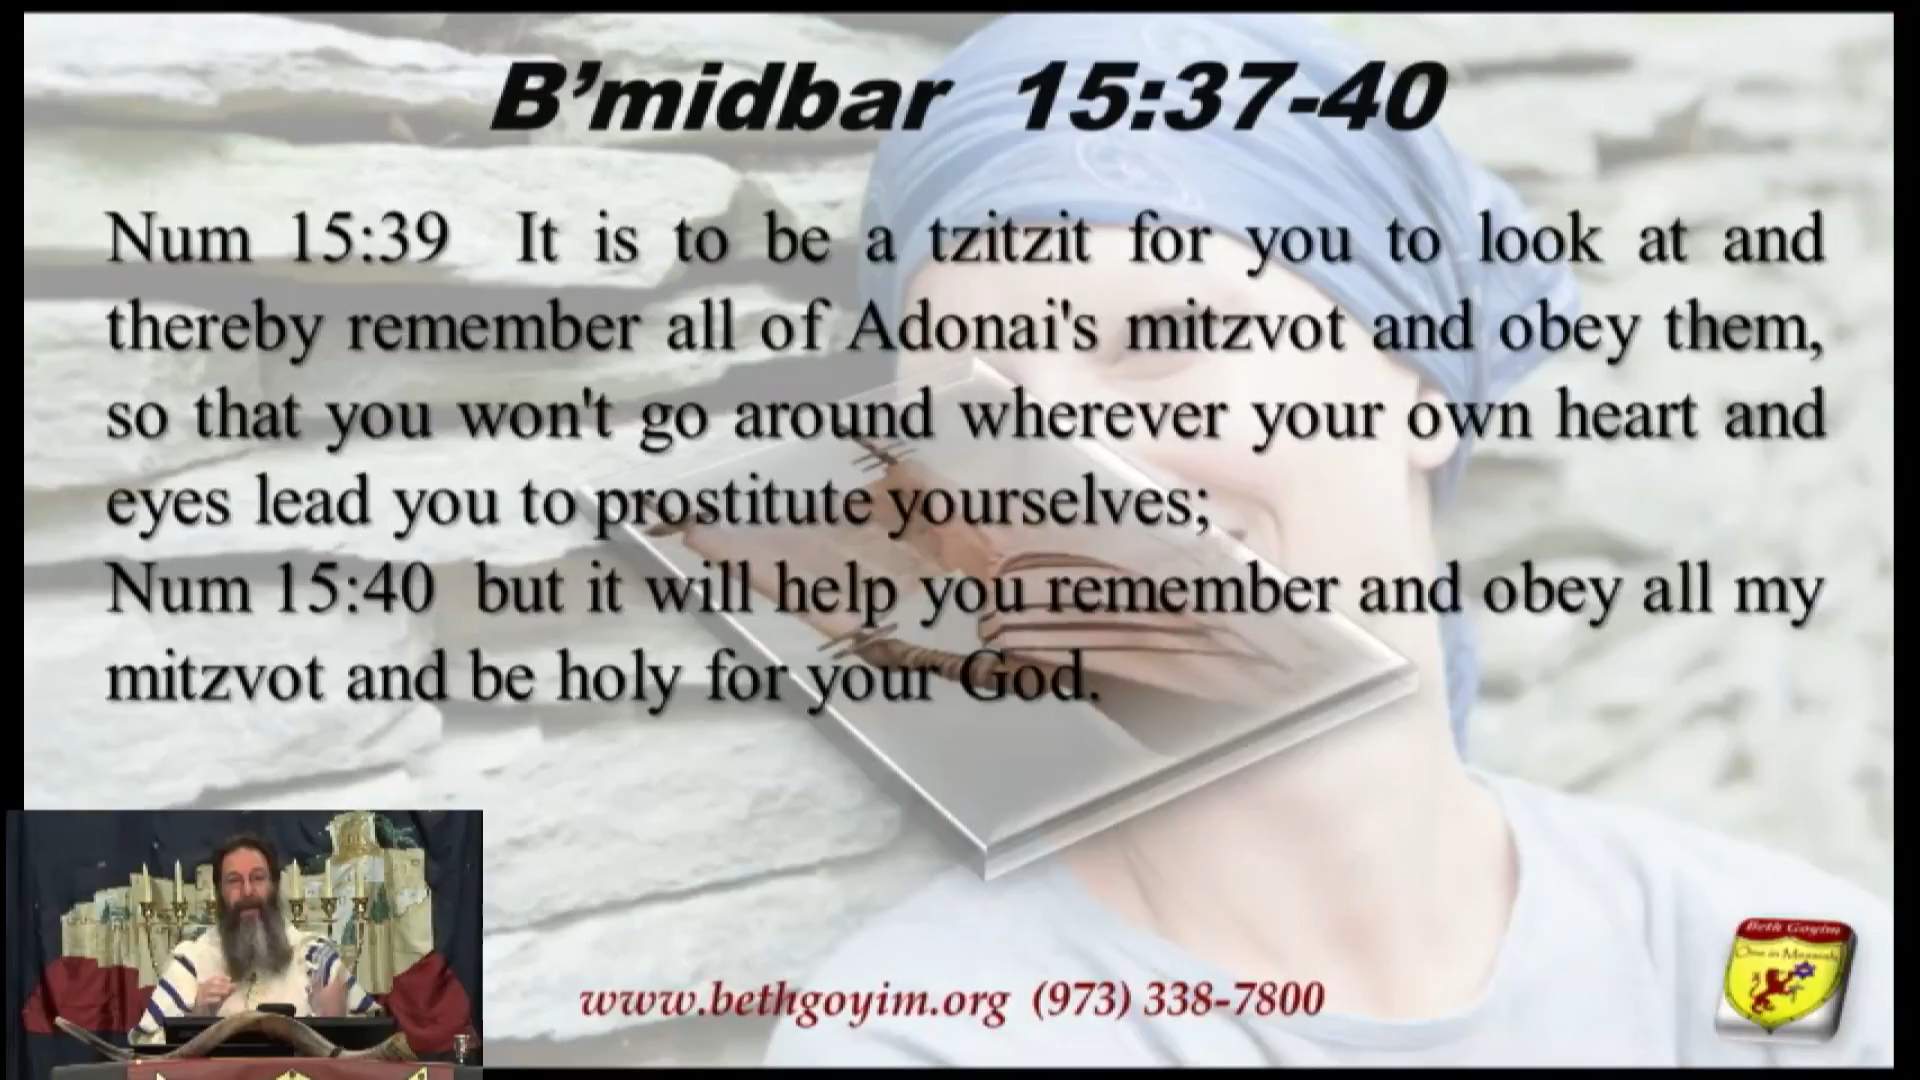 B'midbar 15:37-40
Num 15:39 It is to be a tzitzit for you to look at and
thereby remember all of Adonai's mitzvot and obey them,
so that you won't go around wherever your own heart and
eyes lead you to prostitute yourselves;
Num 15:40 but it will help you remember and obey all my
mitzvot and be holy for your God.
www.bethgoyim.org (973) 338-7800
Beth Goyim
One in Messiah